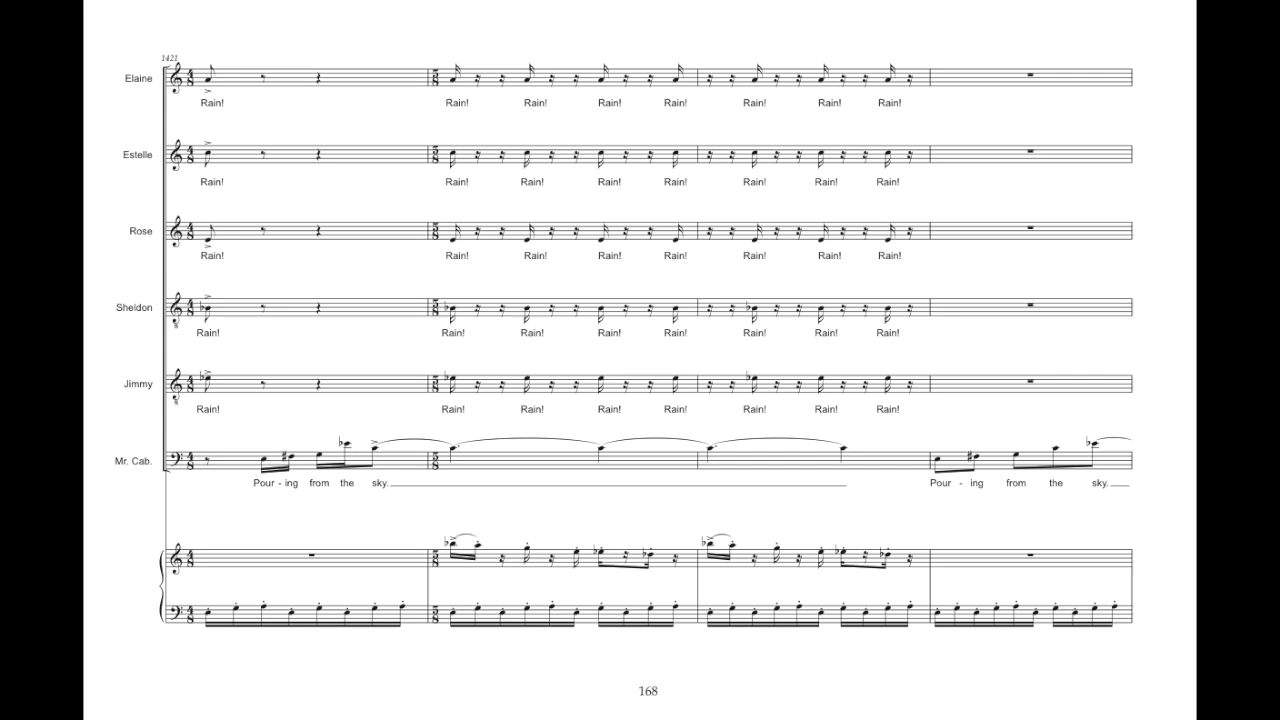 1421
Elaine
Rain! Rain! Rain! Rain! Rain! Rain! Rain! Rain!
Estelle
Rain! Rain! Rain! Rain! Rain! Rain! Rain! Rain!
Rose
Rain! Rain! Rain! Rain! Rain! Rain! Rain! Rain!
Sheldon
Rain! Rain! Rain! Rain! Rain! Rain! Rain! Rain!
Jimmy
Rain! Rain! Rain! Rain! Rain! Rain! Rain! Rain!
Mr. Cab.
Pour - ing from the sky. Pour - ing from the sky.
168